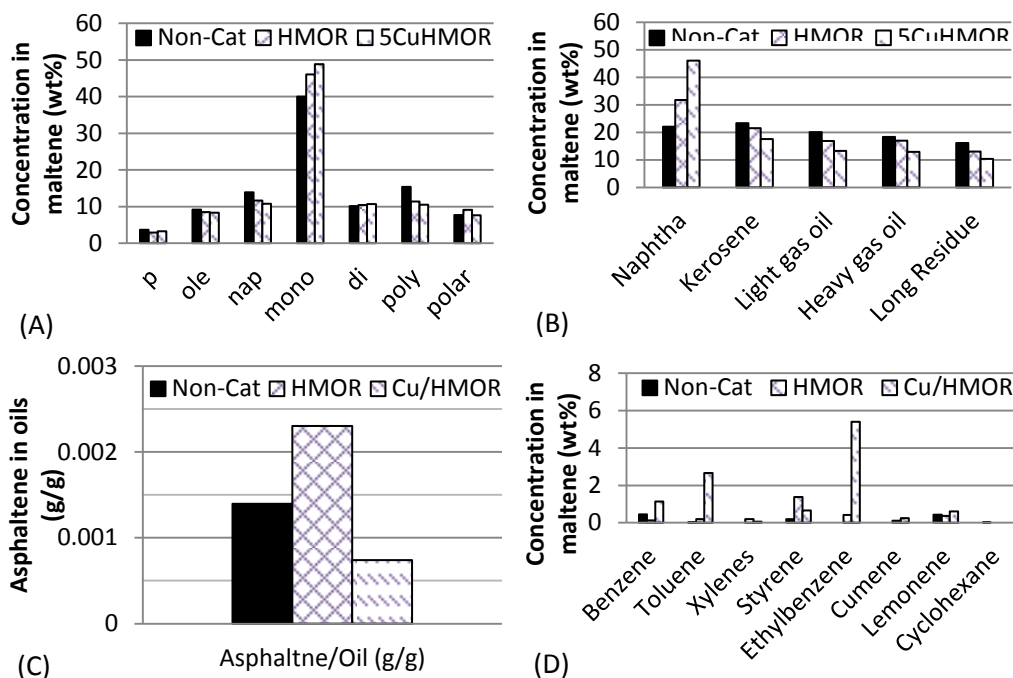 Concentration in
maltene (wt%)
60
50
40
30
20
10
0
Non-Cat HMOR 5CuHMOR
p ole nap mono di poly polar
(A)
Concentration in
maltene (wt%)
60
50
40
30
20
10
0
Non-Cat HMOR 5CuHMOR
Naphtha Kerosene Light gas oil Heavy gas oil Long Residue
(B)
Asphaltene in oils
(g/g)
0.003
0.002
0.001
0
Non-Cat HMOR Cu/HMOR
Asphaltne/Oil (g/g)
(C)
Concentration in
maltene (wt%)
8
6
4
2
0
Non-Cat HMOR Cu/HMOR
Benzene Toluene Xylenes Styrene Ethylbenzene Cumene Lemonene Cyclohexane
(D)